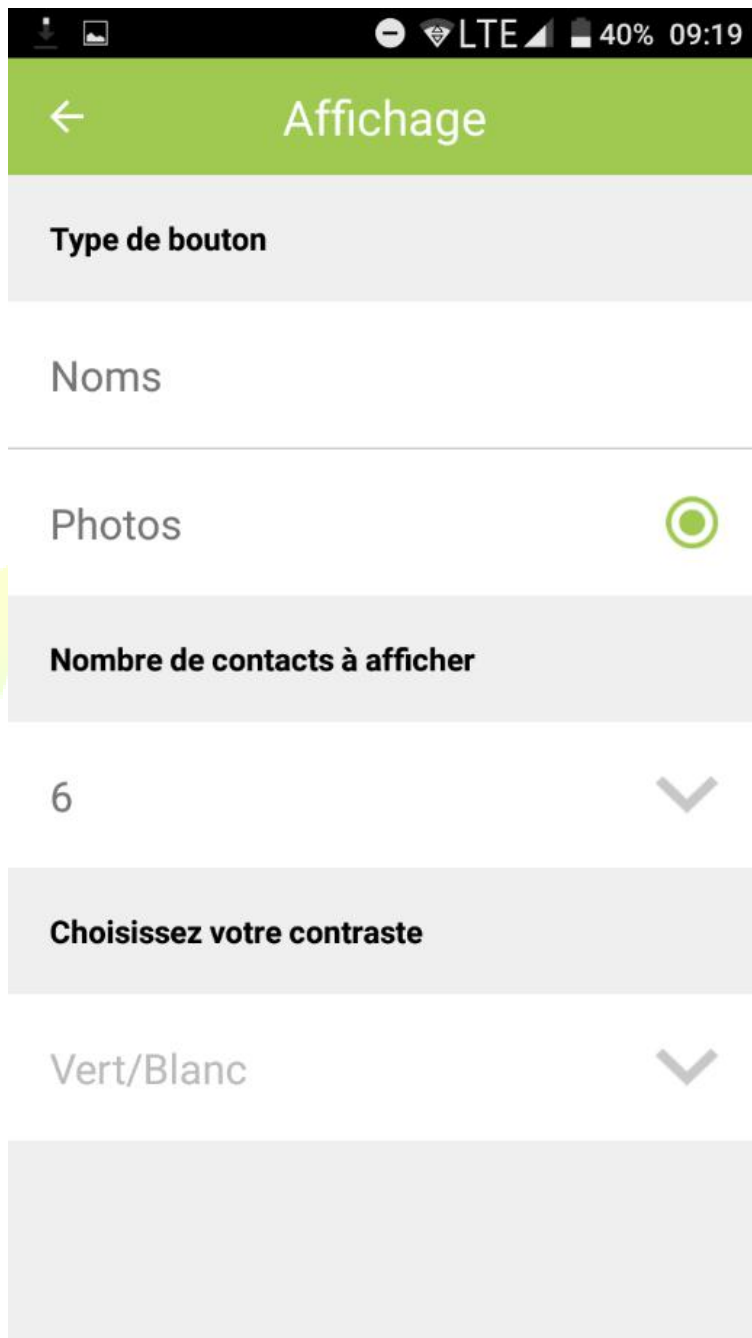 LTE 40% 09:19
Affichage
Type de bouton
Noms
Photos
Nombre de contacts à afficher
6
Choisissez votre contraste
Vert/Blanc